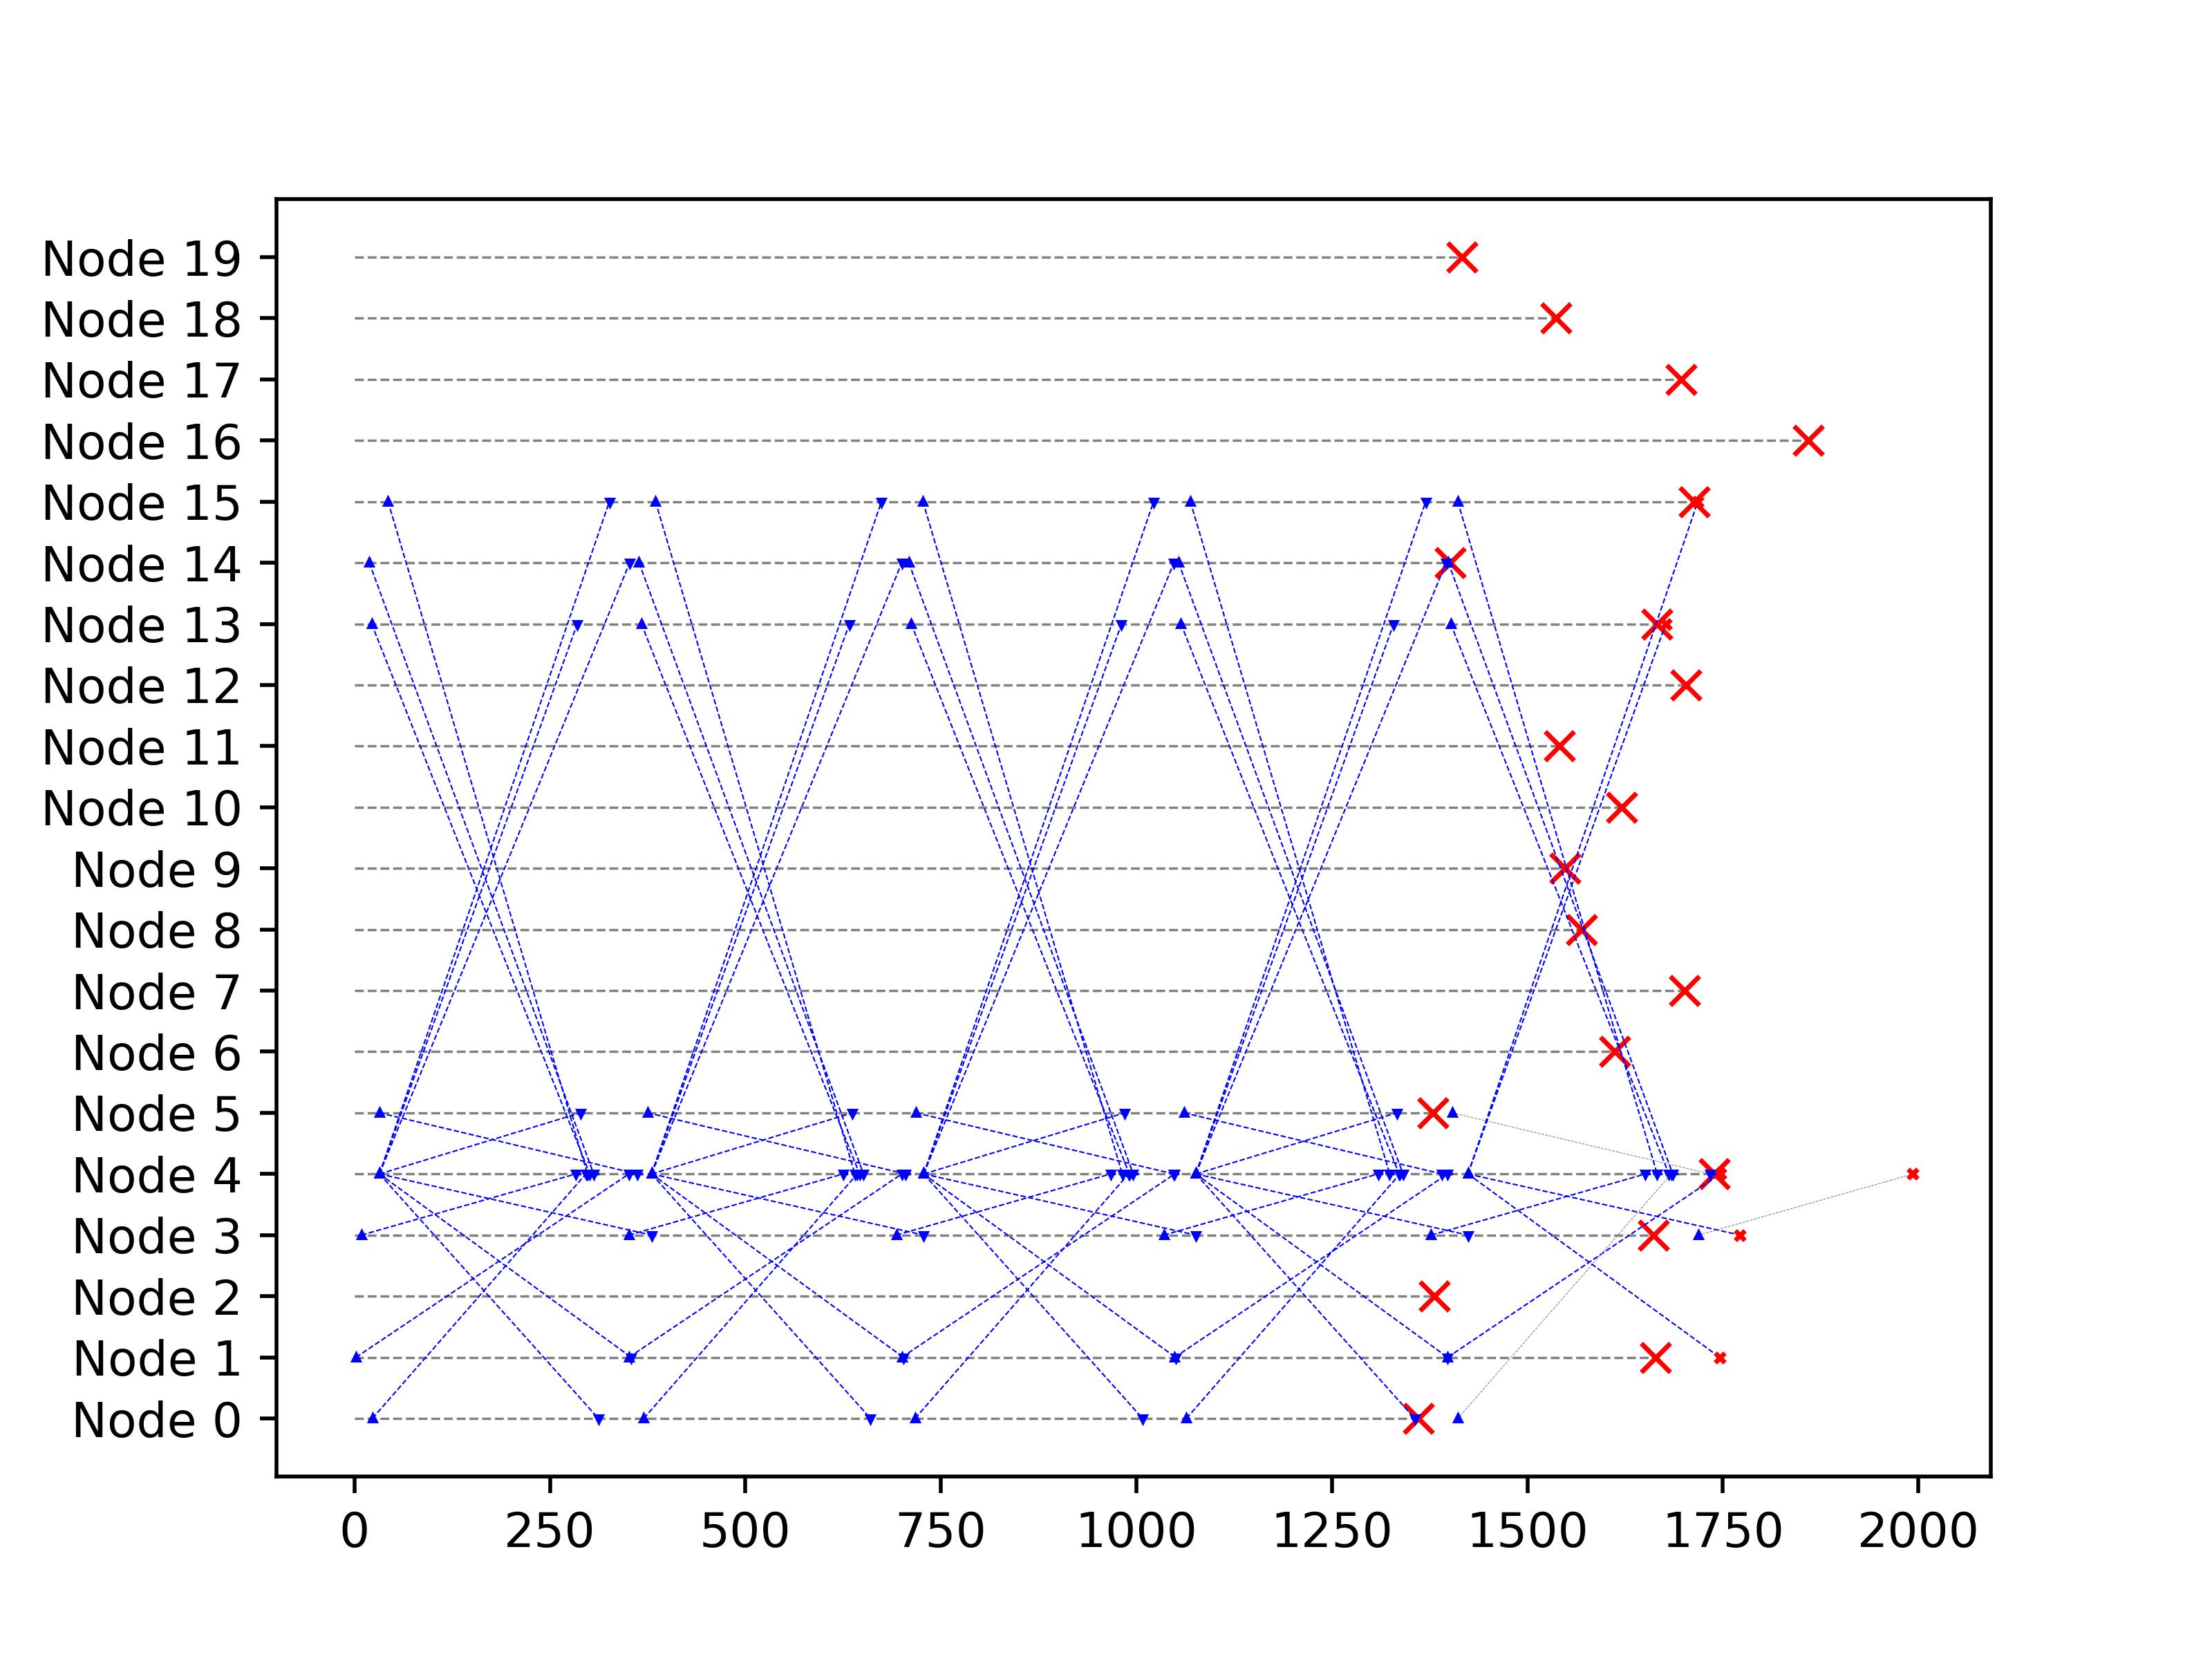 Node 19
Node 18
Node 17
Node 16
Node 15
Node 14
Node 13
Node 12
Node 11
Node 10
Node 9
Node 8
Node 7
Node 6
Node 5
Node 4
Node 3
Node 2
Node 1
Node 0
0 250 500 750 1000 1250 1500 1750 2000